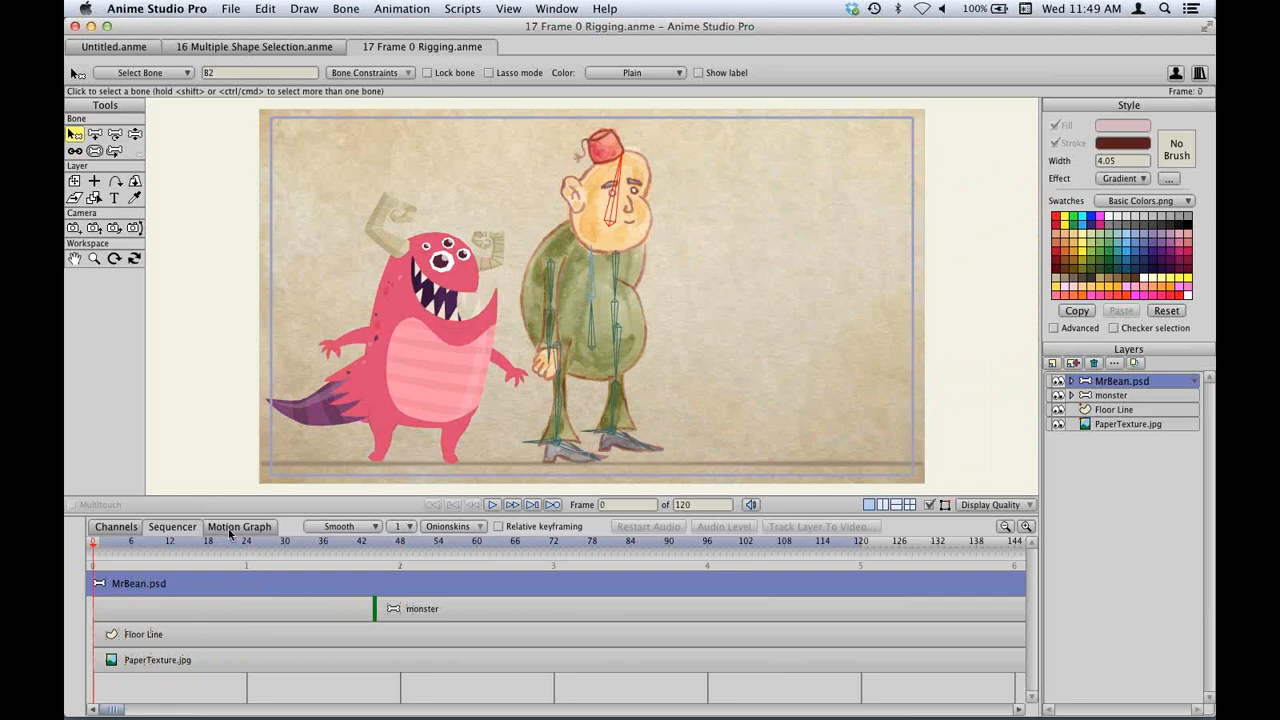 Anime Studio Pro File Edit Draw Bone Animation Scripts View Window Help 100% Wed 11:49 AM
17 Frame 0 Rigging.anme – Anime Studio Pro
Untitled.anme 16 Multiple Shape Selection.anme 17 Frame 0 Rigging.anme
Select Bone B2 Bone Constraints Lock bone Lasso mode Color: Plain Show label
Click to select a bone (hold <shift> or <ctrl/cmd> to select more than one bone) Frame: 0
Tools
Bone
Layer
T
Camera
Workspace
Style
Fill
Stroke
No Brush
Width 4.05
Effect Gradient ...
Swatches Basic Colors.png
Copy Paste Reset
Advanced Checker selection
Layers
MrBean.psd
monster
Floor Line
PaperTexture.jpg
Multitouch Frame 0 of 120 Display Quality
Channels Sequencer Motion Graph Smooth 1 Onionskins Relative keyframing Restart Audio Audio Level Track Layer To Video...
0 6 12 18 24 30 36 42 48 54 60 66 72 78 84 90 96 102 108 114 120 126 132 138 144
0 1 2 3 4 5 6
MrBean.psd
monster
Floor Line
PaperTexture.jpg